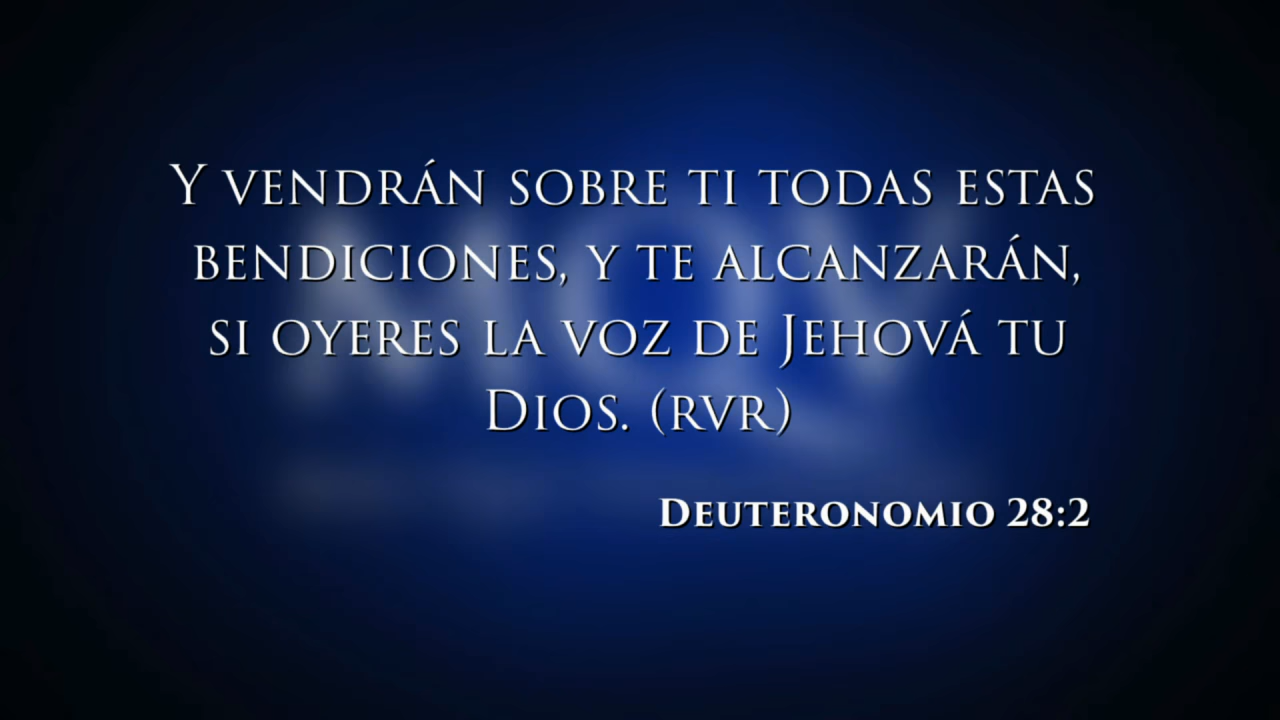 Y vendrán sobre ti todas estas
bendiciones, y te alcanzarán,
si oyeres la voz de Jehová tu
Dios. (rvr)
Deuteronomio 28:2